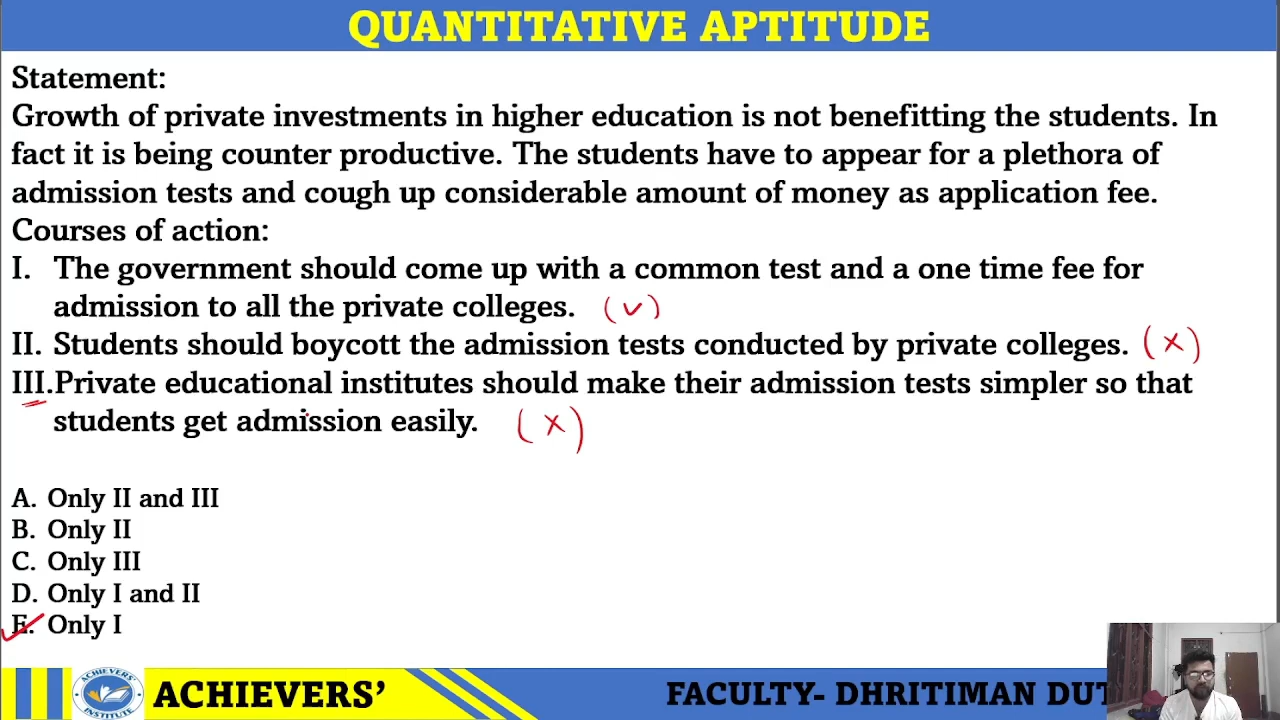 QUANTITATIVE APTITUDE
Statement:
Growth of private investments in higher education is not benefitting the students. In
fact it is being counter productive. The students have to appear for a plethora of
admission tests and cough up considerable amount of money as application fee.
Courses of action:
I. The government should come up with a common test and a one time fee for
admission to all the private colleges. (✓)
II. Students should boycott the admission tests conducted by private colleges. (x)
III.Private educational institutes should make their admission tests simpler so that
students get admission easily. (x)
A. Only II and III
B. Only II
C. Only III
D. Only I and II
E. Only I
ACHIEVERS' INSTITUTE
ACHIEVERS’
FACULTY- DHRITIMAN DUT